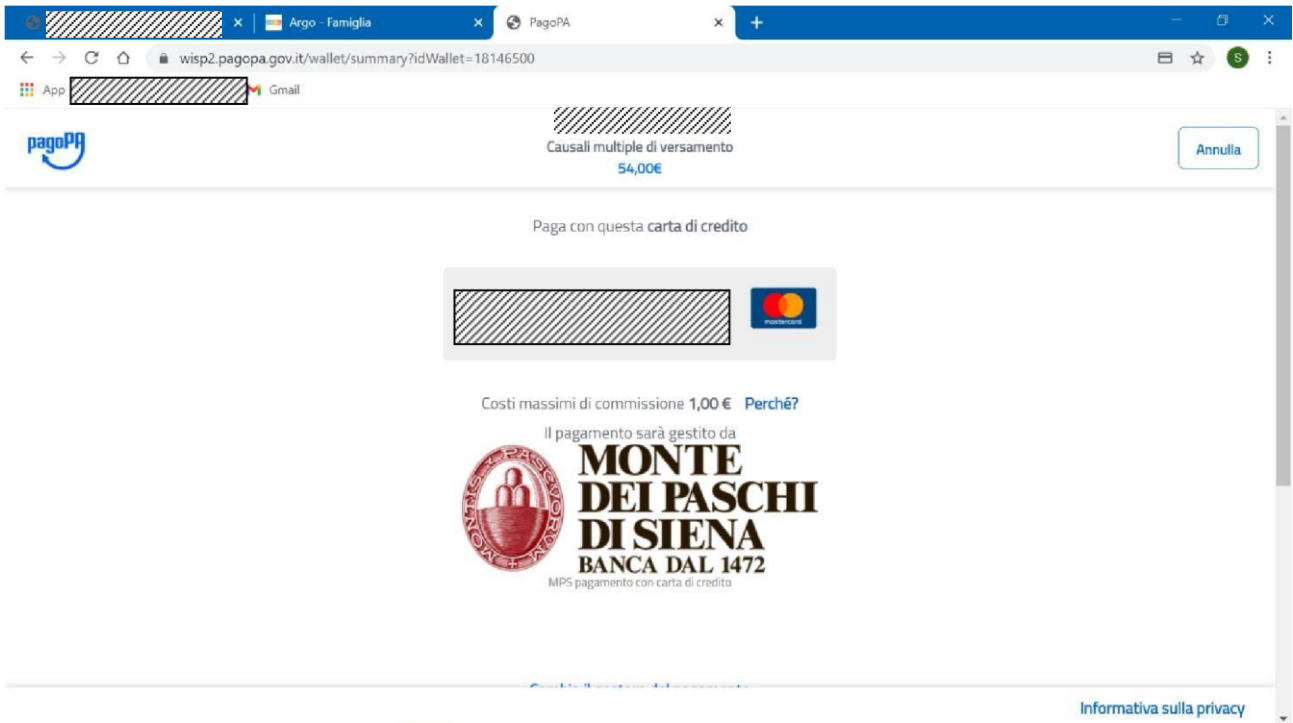 Argo - Famiglia
PagoPA
wisp2.pagopa.gov.it/wallet/summary?idWallet=18146500
S
App
Gmail
pagoPA
Causali multiple di versamento
54,00€
Annulla
Paga con questa carta di credito
mastercard
Costi massimi di commissione 1,00 € Perché?
Il pagamento sarà gestito da
MONTE
DEI PASCHI
DI SIENA
BANCA DAL 1472
MPS pagamento con carta di credito
Informativa sulla privacy